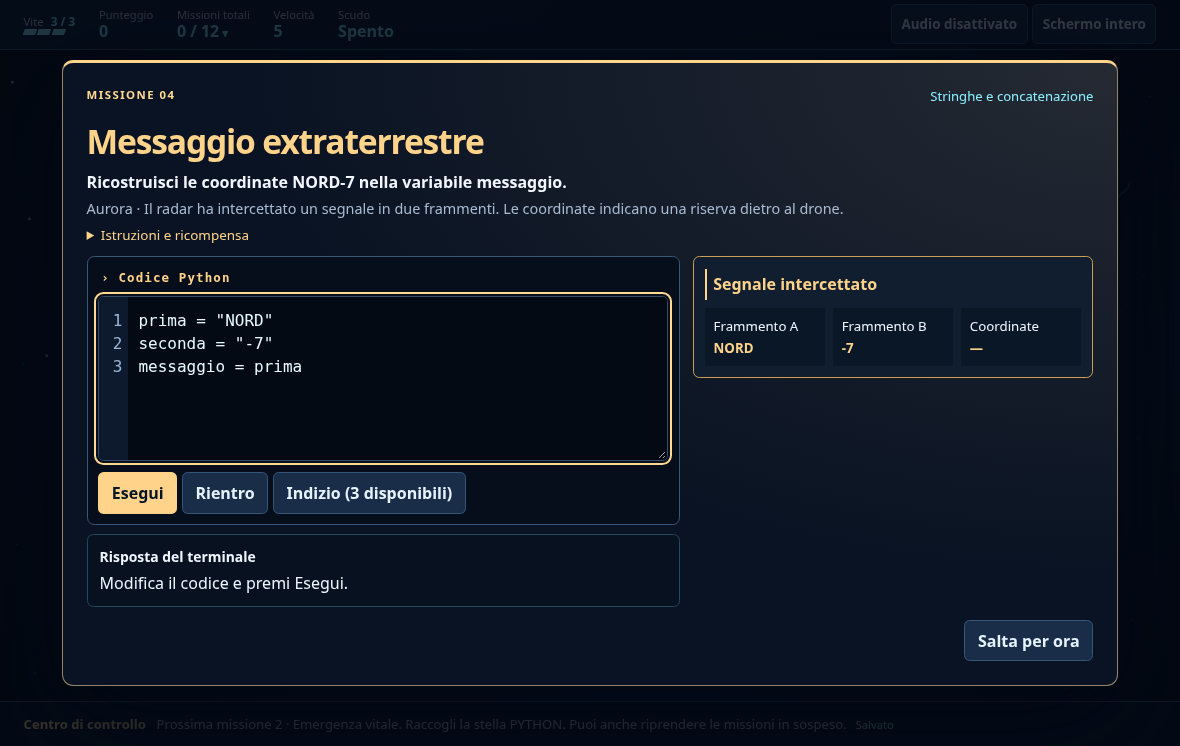 Vite 3 / 3
Punteggio
0
Missioni totali
0 / 12 ▾
Velocità
5
Scudo
Spento
Audio disattivato
Schermo intero
MISSIONE 04
Stringhe e concatenazione
Messaggio extraterrestre
Ricostruisci le coordinate NORD-7 nella variabile messaggio.
Aurora · Il radar ha intercettato un segnale in due frammenti. Le coordinate indicano una riserva dietro al drone.
▶ Istruzioni e ricompensa
› Codice Python
1 prima = "NORD"
2 seconda = "-7"
3 messaggio = prima
Esegui
Rientro
Indizio (3 disponibili)
Risposta del terminale
Modifica il codice e premi Esegui.
Segnale intercettato
Frammento A
NORD
Frammento B
-7
Coordinate
—
Salta per ora
Centro di controllo Prossima missione 2 · Emergenza vitale. Raccogli la stella PYTHON. Puoi anche riprendere le missioni in sospeso. Salvato